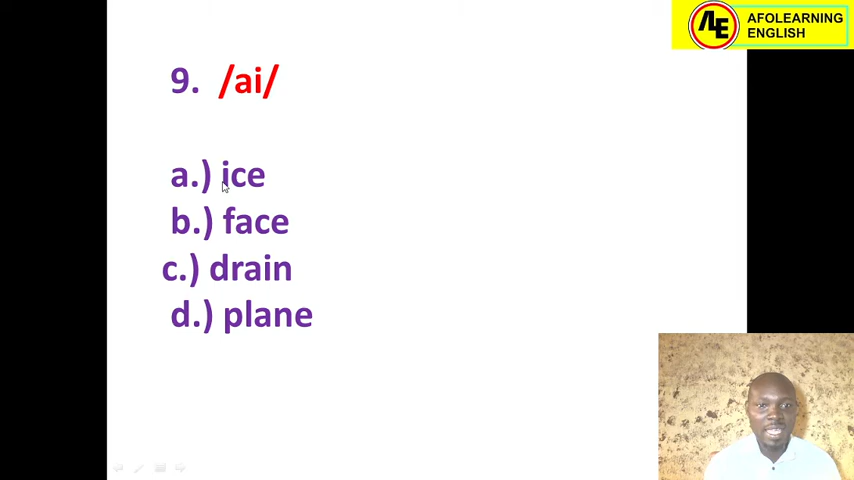 AFOLEARNING
ENGLISH
9. /ai/
a.) ice
b.) face
c.) drain
d.) plane